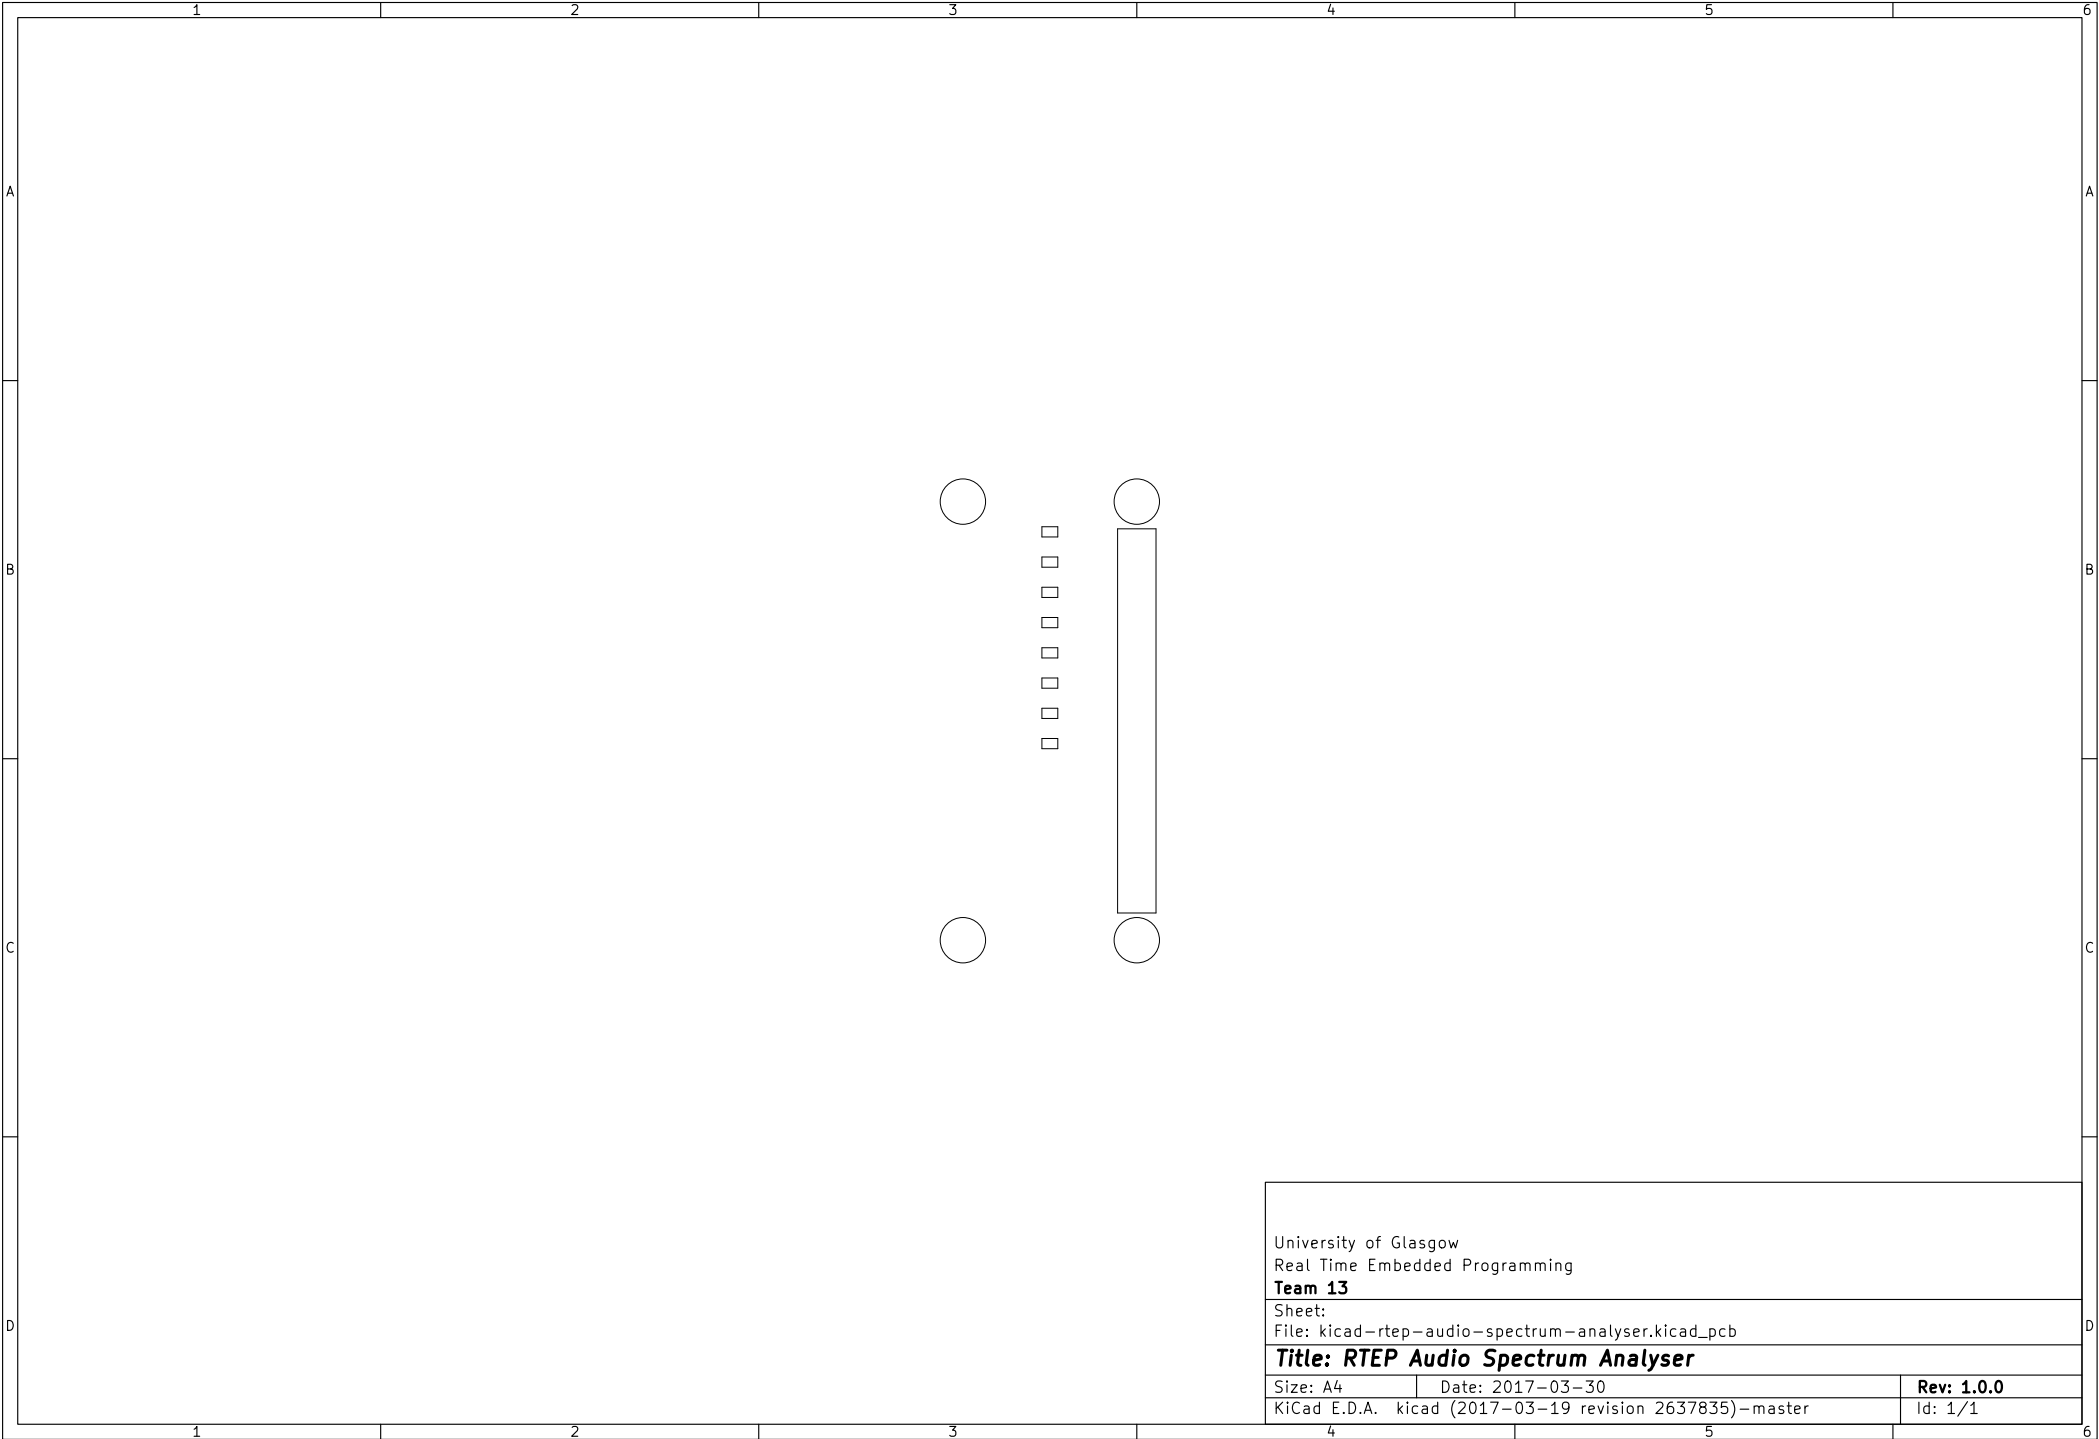 1 2 3 4 5 6
A A
B B
C C
University of Glasgow
Real Time Embedded Programming
Team 13
Sheet:
D D
File: kicad-rtep-audio-spectrum-analyser.kicad_pcb
Title: RTEP Audio Spectrum Analyser
Size: A4 Date: 2017-03-30 Rev: 1.0.0
KiCad E.D.A. kicad (2017-03-19 revision 2637835)-master Id: 1/1
1 2 3 4 5 6